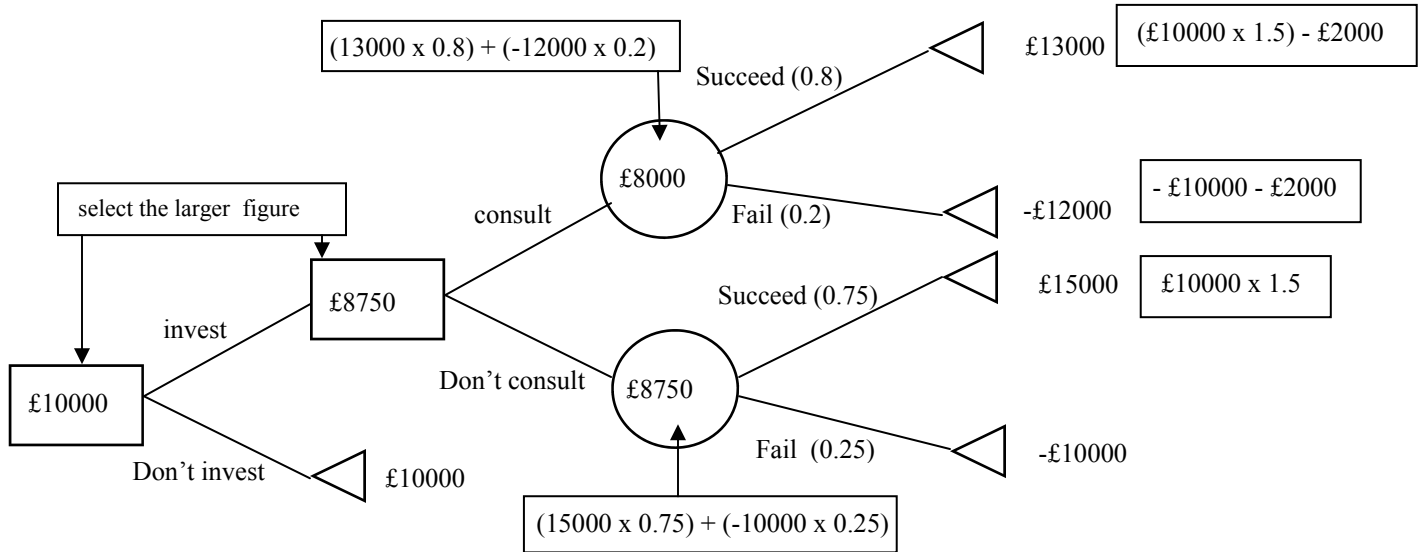 (13000 x 0.8) + (-12000 x 0.2)
Succeed (0.8)
£13000
(£10000 x 1.5) - £2000
£8000
select the larger figure
consult
Fail (0.2)
-£12000
- £10000 - £2000
£8750
invest
Succeed (0.75)
£15000
£10000 x 1.5
Don't consult
£8750
£10000
Don't invest
£10000
Fail (0.25)
-£10000
(15000 x 0.75) + (-10000 x 0.25)